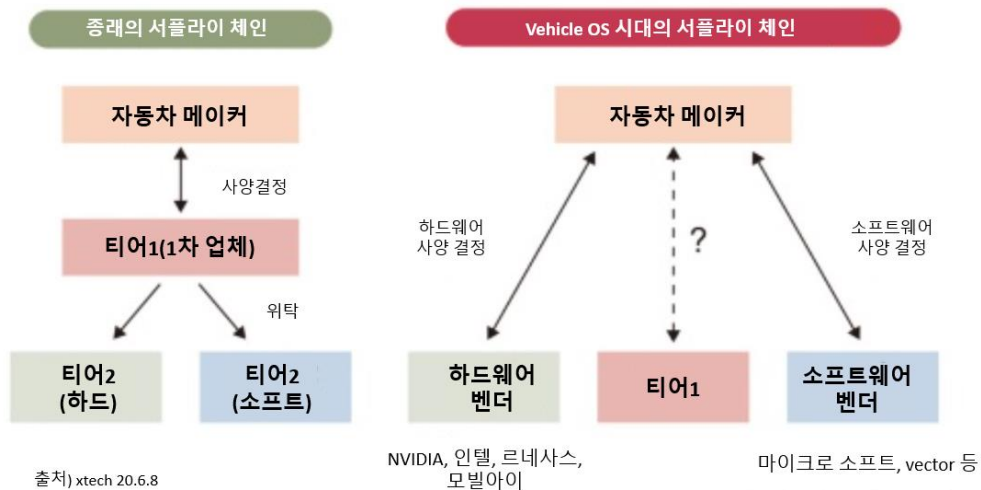 종래의 서플라이 체인
자동차 메이커
사양결정
티어1(1차 업체)
위탁
티어2
(하드)
티어2
(소프트)
출처) xtech 20.6.8
Vehicle OS 시대의 서플라이 체인
자동차 메이커
하드웨어
사양 결정
?
소프트웨어
사양 결정
하드웨어
벤더
티어1
소프트웨어
벤더
NVIDIA, 인텔, 르네사스,
모빌아이
마이크로 소프트, vector 등